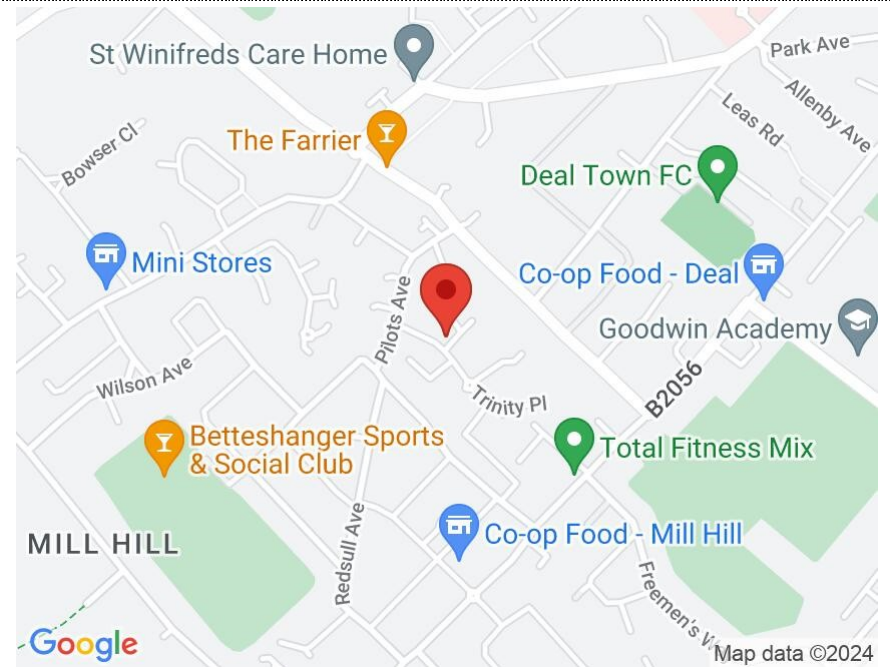 Park Ave
St Winifreds Care Home
Allenby Ave
Leas Rd
The Farrier
Bowser Cl
Deal Town FC
Mini Stores
Co-op Food - Deal
Pilots Ave
Goodwin Academy
Wilson Ave
B2056
Trinity Pl
Betteshanger Sports
& Social Club
Total Fitness Mix
MILL HILL
Co-op Food - Mill Hill
Redsull Ave
Freemen's W
Google
Map data ©2024